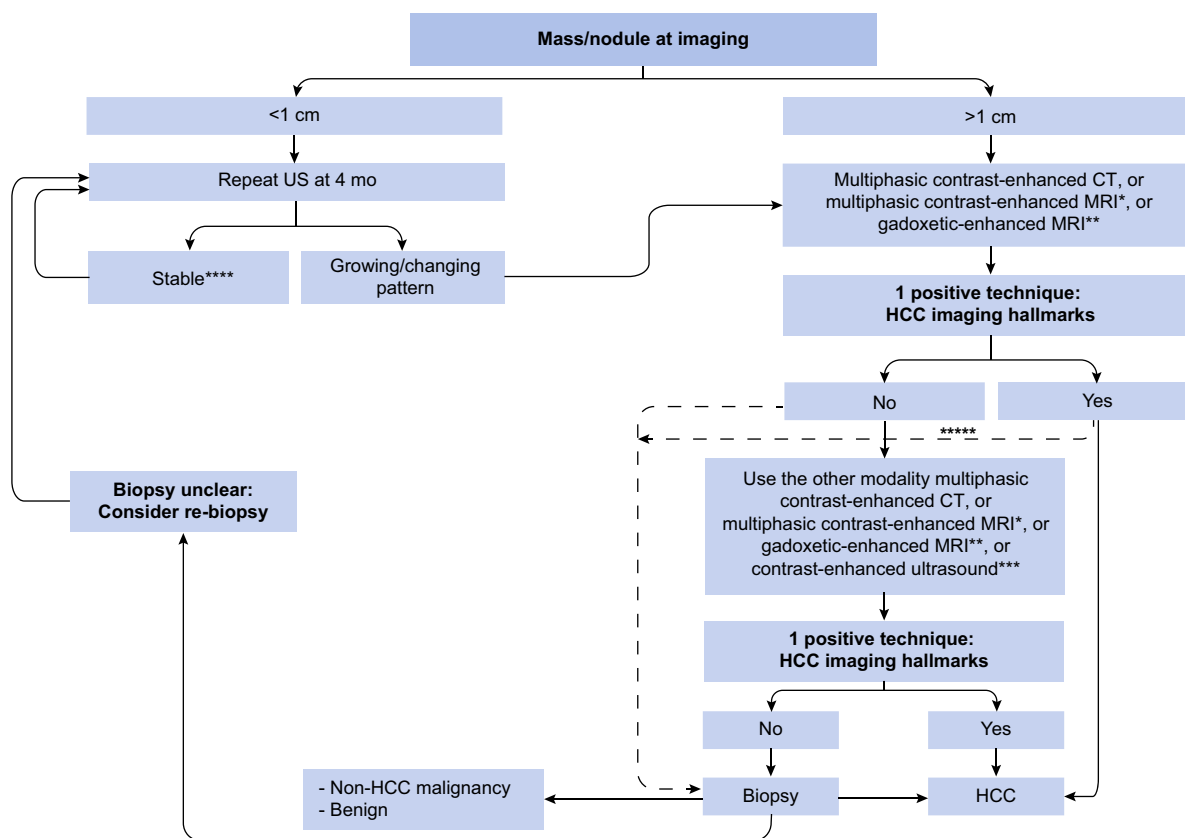 Mass/nodule at imaging
<1 cm
>1 cm
Repeat US at 4 mo
Multiphasic contrast-enhanced CT, or
multiphasic contrast-enhanced MRI*, or
gadoxetic-enhanced MRI**
Stable****
Growing/changing
pattern
1 positive technique:
HCC imaging hallmarks
No
Yes
*****
Biopsy unclear:
Consider re-biopsy
Use the other modality multiphasic
contrast-enhanced CT, or
multiphasic contrast-enhanced MRI*, or
gadoxetic-enhanced MRI**, or
contrast-enhanced ultrasound***
1 positive technique:
HCC imaging hallmarks
No
Yes
- Non-HCC malignancy
- Benign
Biopsy
HCC